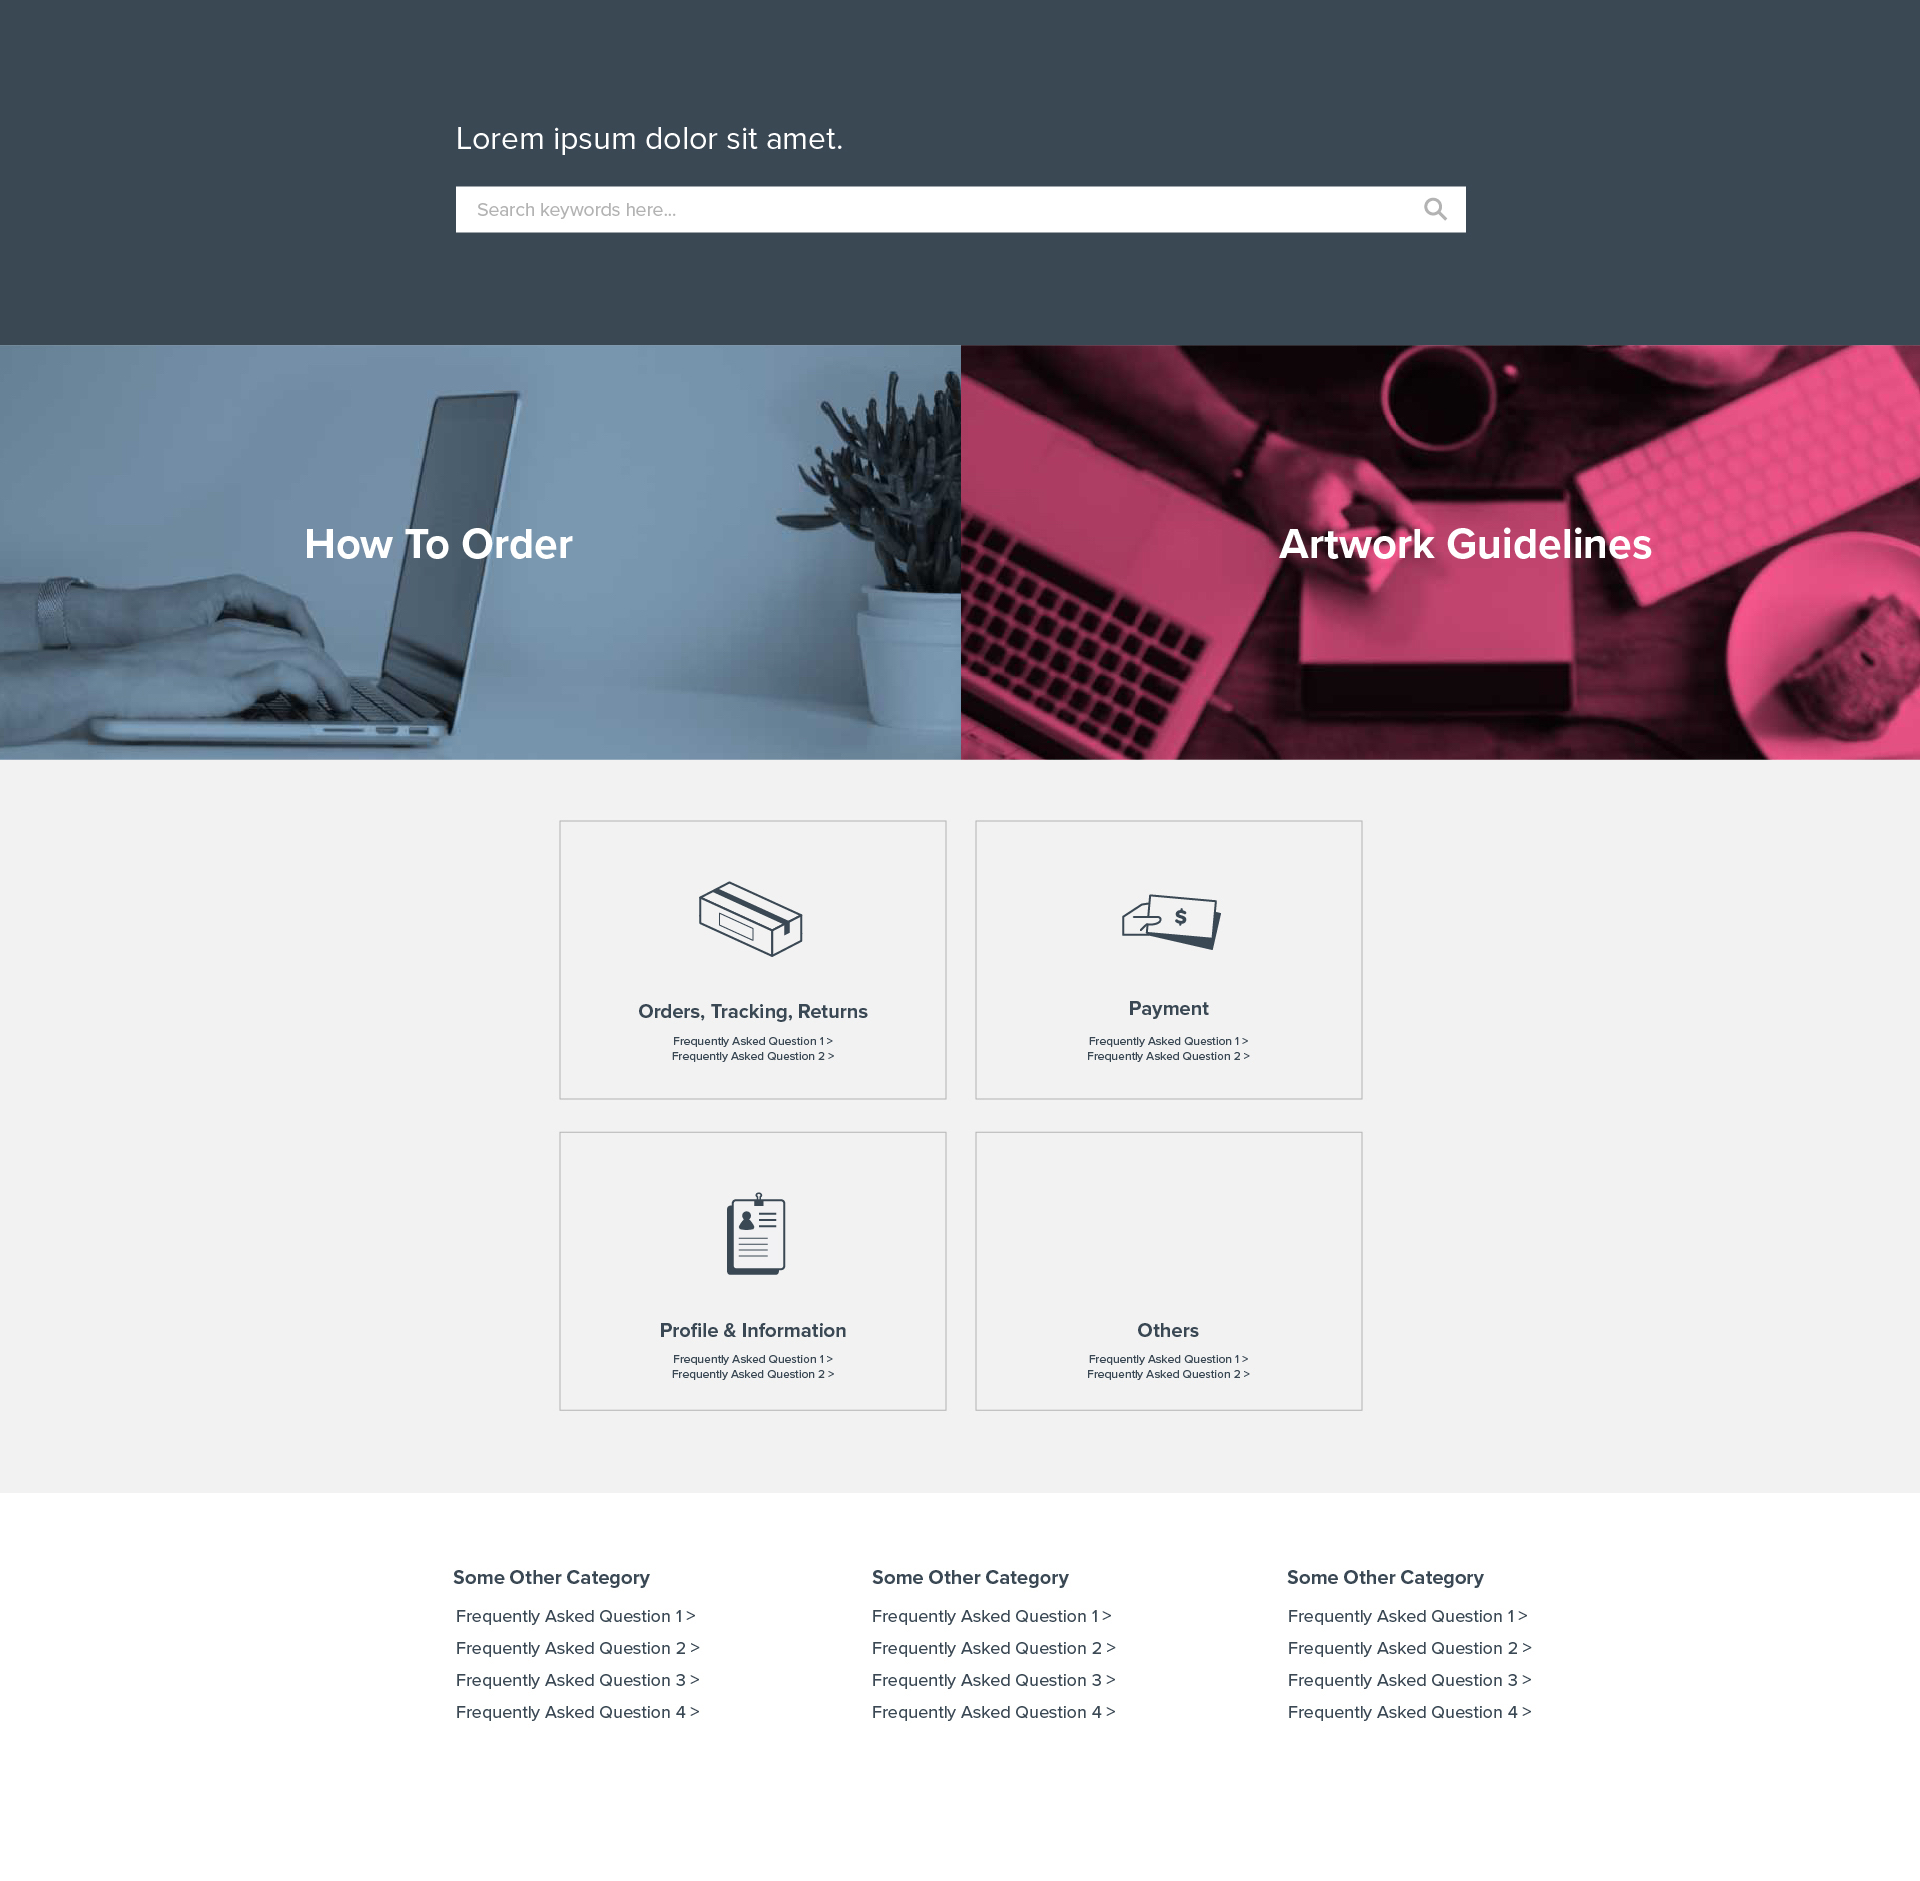 Lorem ipsum dolor sit amet.
Search keywords here...
How To Order
Artwork Guidelines
$
Orders, Tracking, Returns
Frequently Asked Question 1 >
Frequently Asked Question 2 >
Payment
Frequently Asked Question 1 >
Frequently Asked Question 2 >
Profile & Information
Frequently Asked Question 1 >
Frequently Asked Question 2 >
Others
Frequently Asked Question 1 >
Frequently Asked Question 2 >
Some Other Category
Frequently Asked Question 1 >
Frequently Asked Question 2 >
Frequently Asked Question 3 >
Frequently Asked Question 4 >
Some Other Category
Frequently Asked Question 1 >
Frequently Asked Question 2 >
Frequently Asked Question 3 >
Frequently Asked Question 4 >
Some Other Category
Frequently Asked Question 1 >
Frequently Asked Question 2 >
Frequently Asked Question 3 >
Frequently Asked Question 4 >